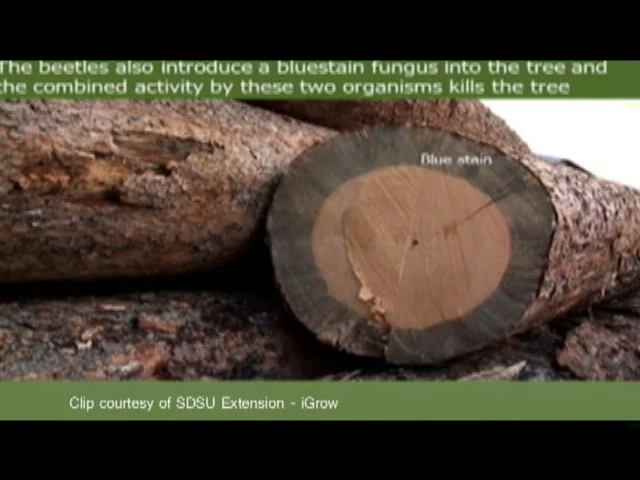 The beetles also introduce a bluestain fungus into the tree and
the combined activity by these two organisms kills the tree
Blue stain
Clip courtesy of SDSU Extension - iGrow